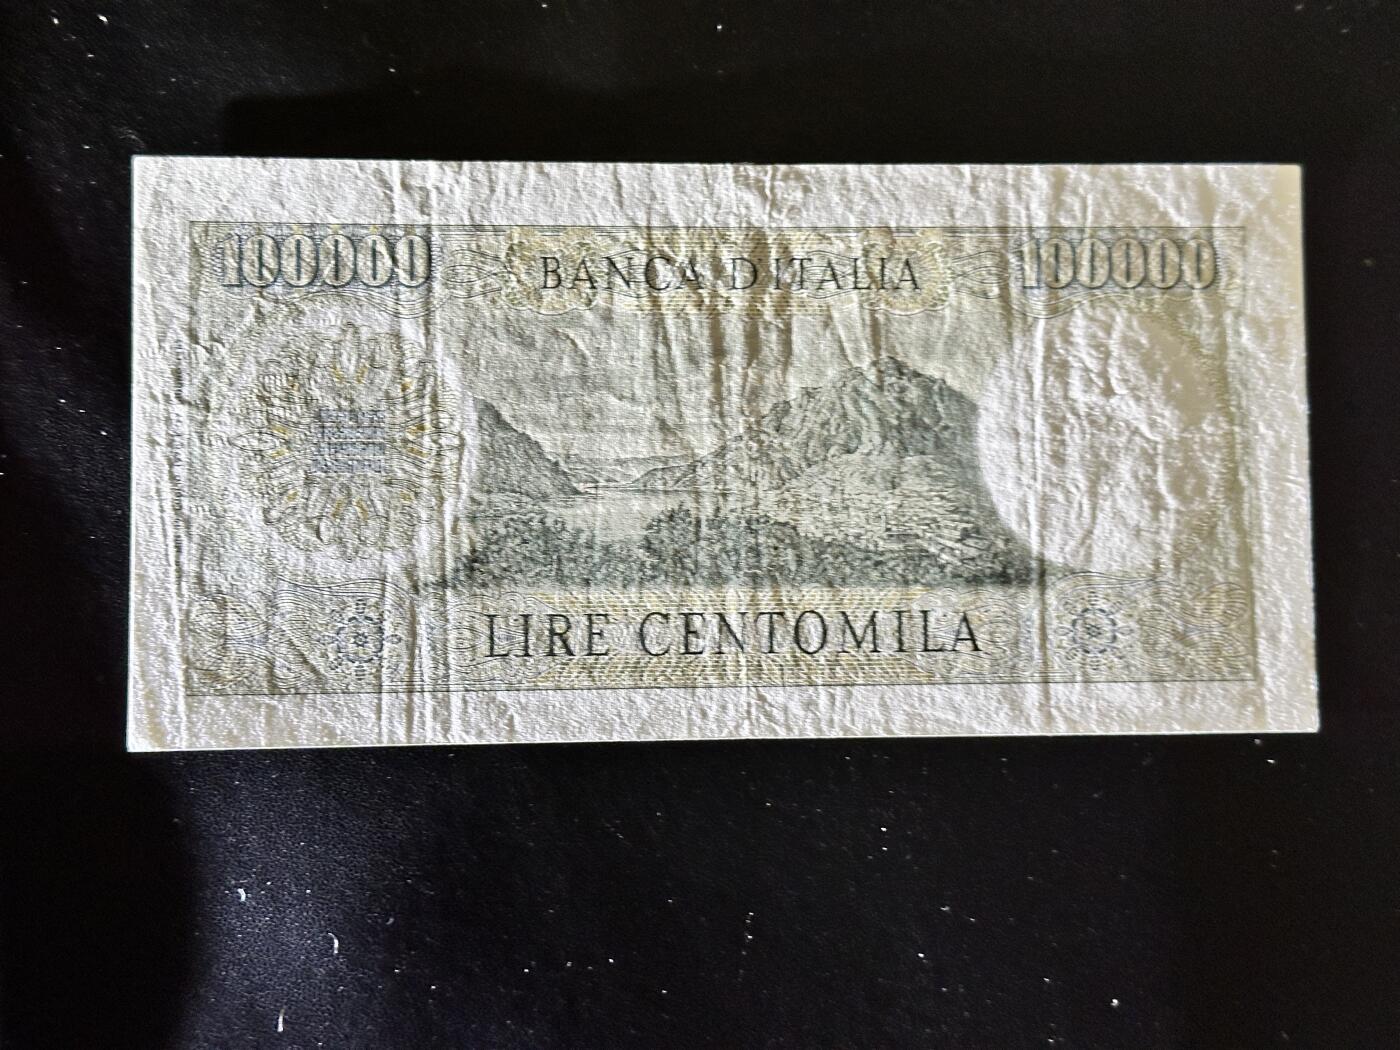 100000 BANCA D'ITALIA 100000
LIRE CENTOMILA